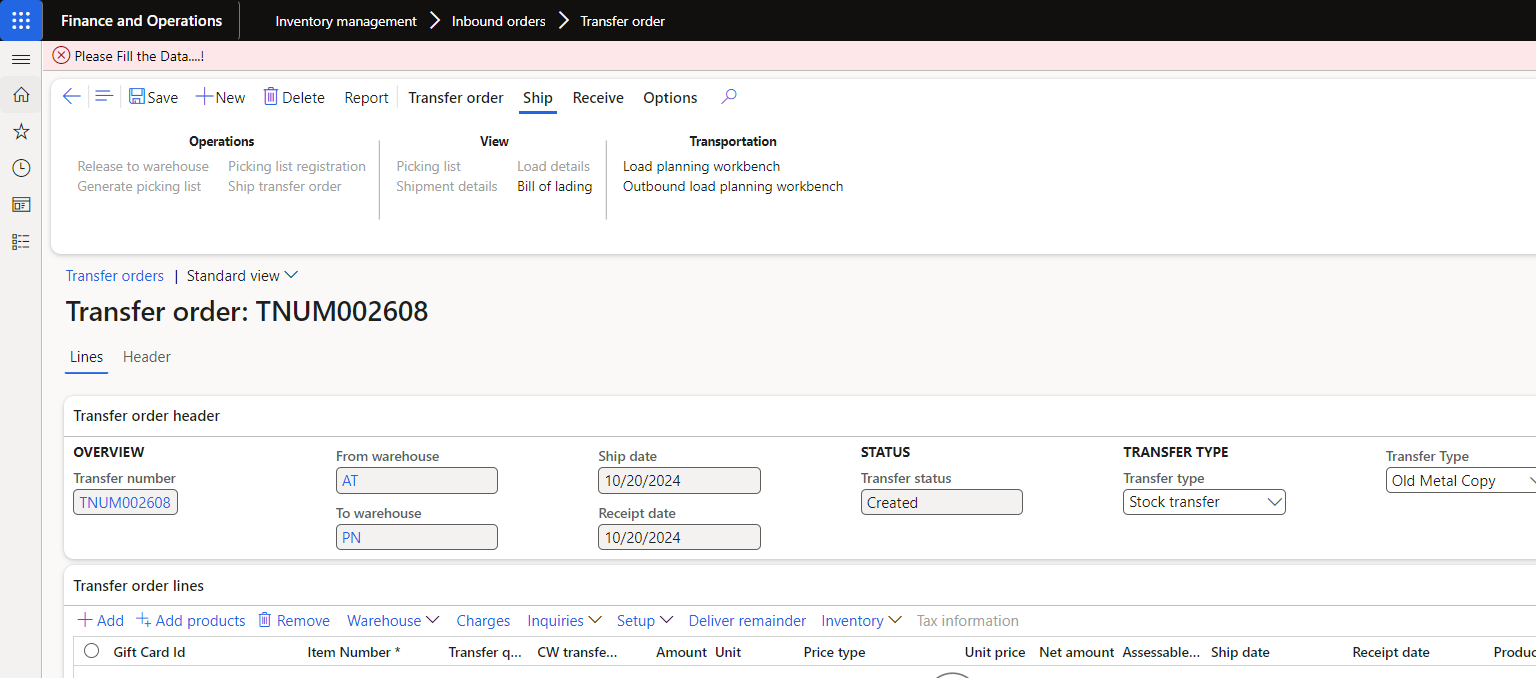 Finance and Operations
Inventory management Inbound orders Transfer order
Please Fill the Data....!
Save New Delete Report Transfer order Ship Receive Options
Operations View Transportation
Release to warehouse Picking list registration Picking list Load details Load planning workbench
Generate picking list Ship transfer order Shipment details Bill of lading Outbound load planning workbench
Transfer orders | Standard view
Transfer order: TNUM002608
Lines Header
Transfer order header
OVERVIEW
Transfer number
TNUM002608
From warehouse
AT
To warehouse
PN
Ship date
10/20/2024
Receipt date
10/20/2024
STATUS
Transfer status
Created
TRANSFER TYPE
Transfer type
Stock transfer
Transfer Type
Old Metal Copy
Transfer order lines
Add Add products Remove Warehouse Charges Inquiries Setup Deliver remainder Inventory Tax information
Gift Card Id Item Number * Transfer q... CW transfe... Amount Unit Price type Unit price Net amount Assessable... Ship date Receipt date Produc